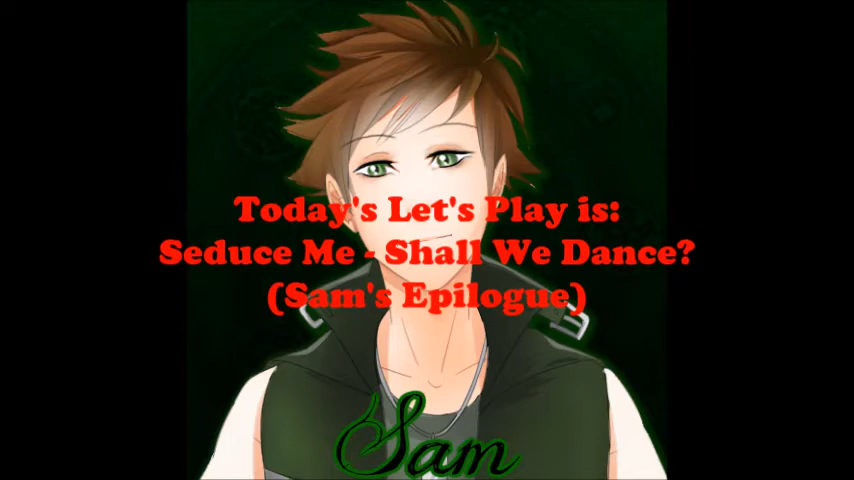 Today's Let's Play is:
Seduce Me - Shall We Dance?
(Sam's Epilogue)
Sam